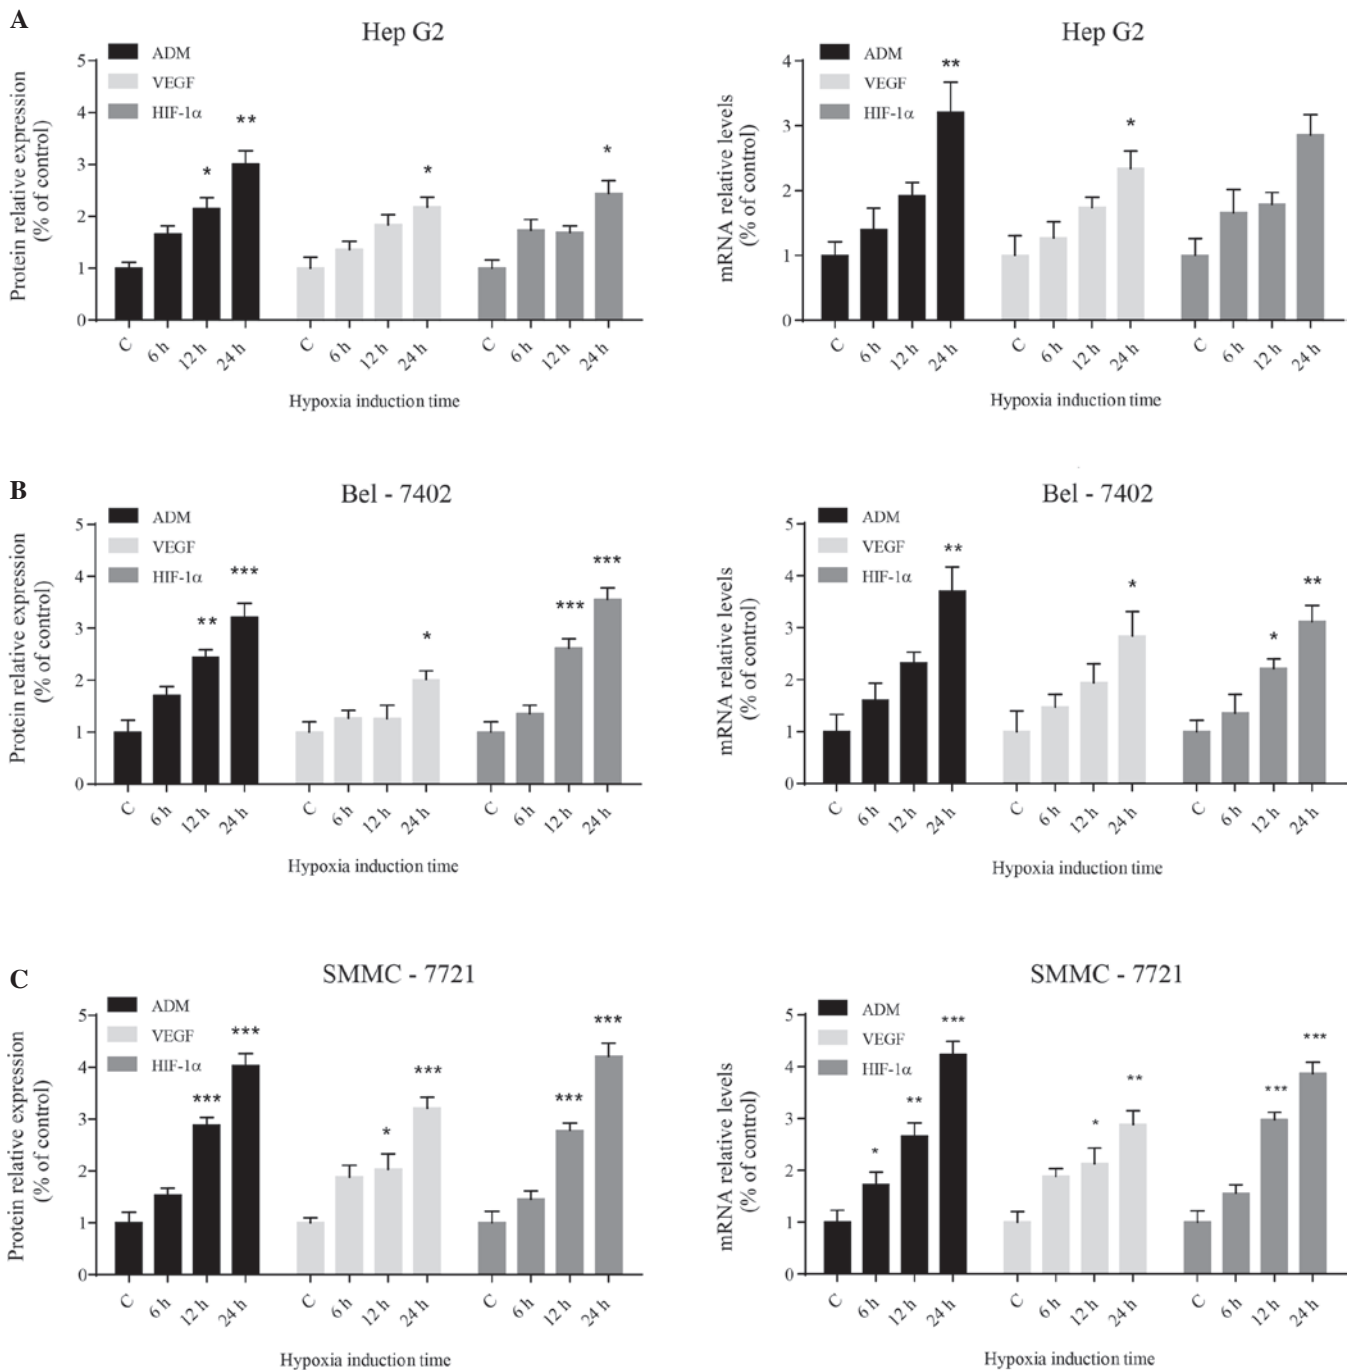 A
Hep G2
ADM
VEGF
HIF-1α
Protein relative expression
(% of control)
5
4
3
2
1
0
*
**
*
*
C
6 h
12 h
24 h
C
6 h
12 h
24 h
C
6 h
12 h
24 h
Hypoxia induction time
Hep G2
ADM
VEGF
HIF-1α
mRNA relative levels
(% of control)
4
3
2
1
0
**
*
C
6 h
12 h
24 h
C
6 h
12 h
24 h
C
6 h
12 h
24 h
Hypoxia induction time
B
Bel - 7402
ADM
VEGF
HIF-1α
Protein relative expression
(% of control)
5
4
3
2
1
0
**
***
*
***
***
C
6 h
12 h
24 h
C
6 h
12 h
24 h
C
6 h
12 h
24 h
Hypoxia induction time
Bel - 7402
ADM
VEGF
HIF-1α
mRNA relative levels
(% of control)
5
4
3
2
1
0
**
*
*
**
C
6 h
12 h
24 h
C
6 h
12 h
24 h
C
6 h
12 h
24 h
Hypoxia induction time
C
SMMC - 7721
ADM
VEGF
HIF-1α
Protein relative expression
(% of control)
5
4
3
2
1
0
***
***
*
***
***
***
C
6 h
12 h
24 h
C
6 h
12 h
24 h
C
6 h
12 h
24 h
Hypoxia induction time
SMMC - 7721
ADM
VEGF
HIF-1α
mRNA relative levels
(% of control)
5
4
3
2
1
0
*
**
***
*
**
***
***
C
6 h
12 h
24 h
C
6 h
12 h
24 h
C
6 h
12 h
24 h
Hypoxia induction time